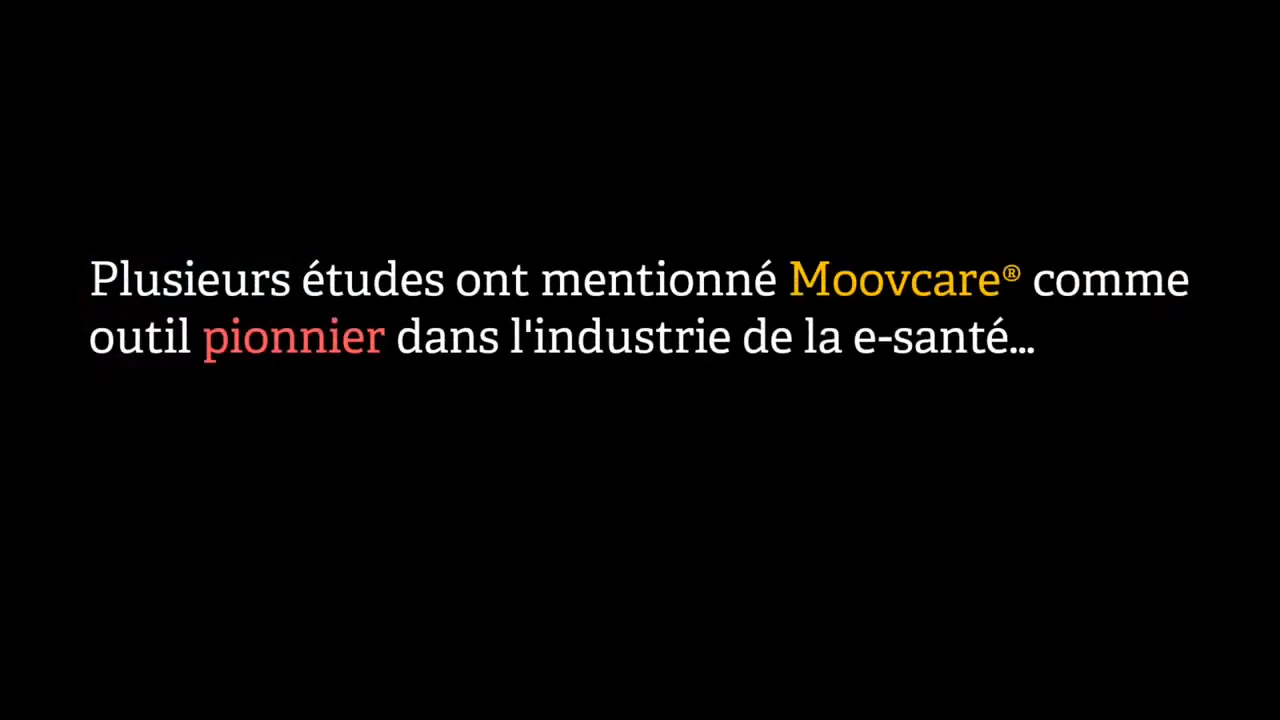 Plusieurs études ont mentionné Moovcare® comme
outil pionnier dans l'industrie de la e-santé...